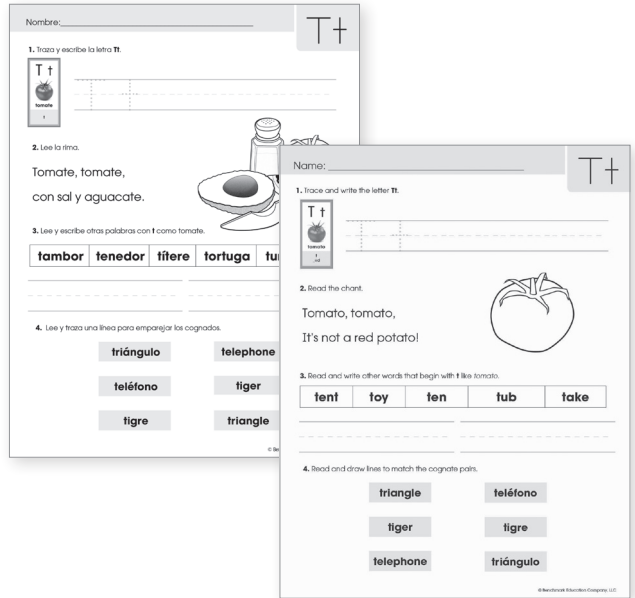 Nombre:
Tt
1. Traza y escribe la letra Tt.
Tt
tomate
t
2. Lee la rima.
Tomate, tomate,
con sal y aguacate.
3. Lee y escribe otras palabras con t como tomate.
tambor tenedor títere tortuga
4. Lee y traza una línea para emparejar los cognados.
triángulo telephone
teléfono tiger
tigre triangle
Name:
Tt
1. Trace and write the letter Tt.
Tt
tomato
t
2. Read the chant.
Tomato, tomato,
It's not a red potato!
3. Read and write other words that begin with t like tomato.
tent toy ten tub take
4. Read and draw lines to match the cognate pairs.
triangle teléfono
tiger tigre
telephone triángulo
© Benchmark Education Company, LLC